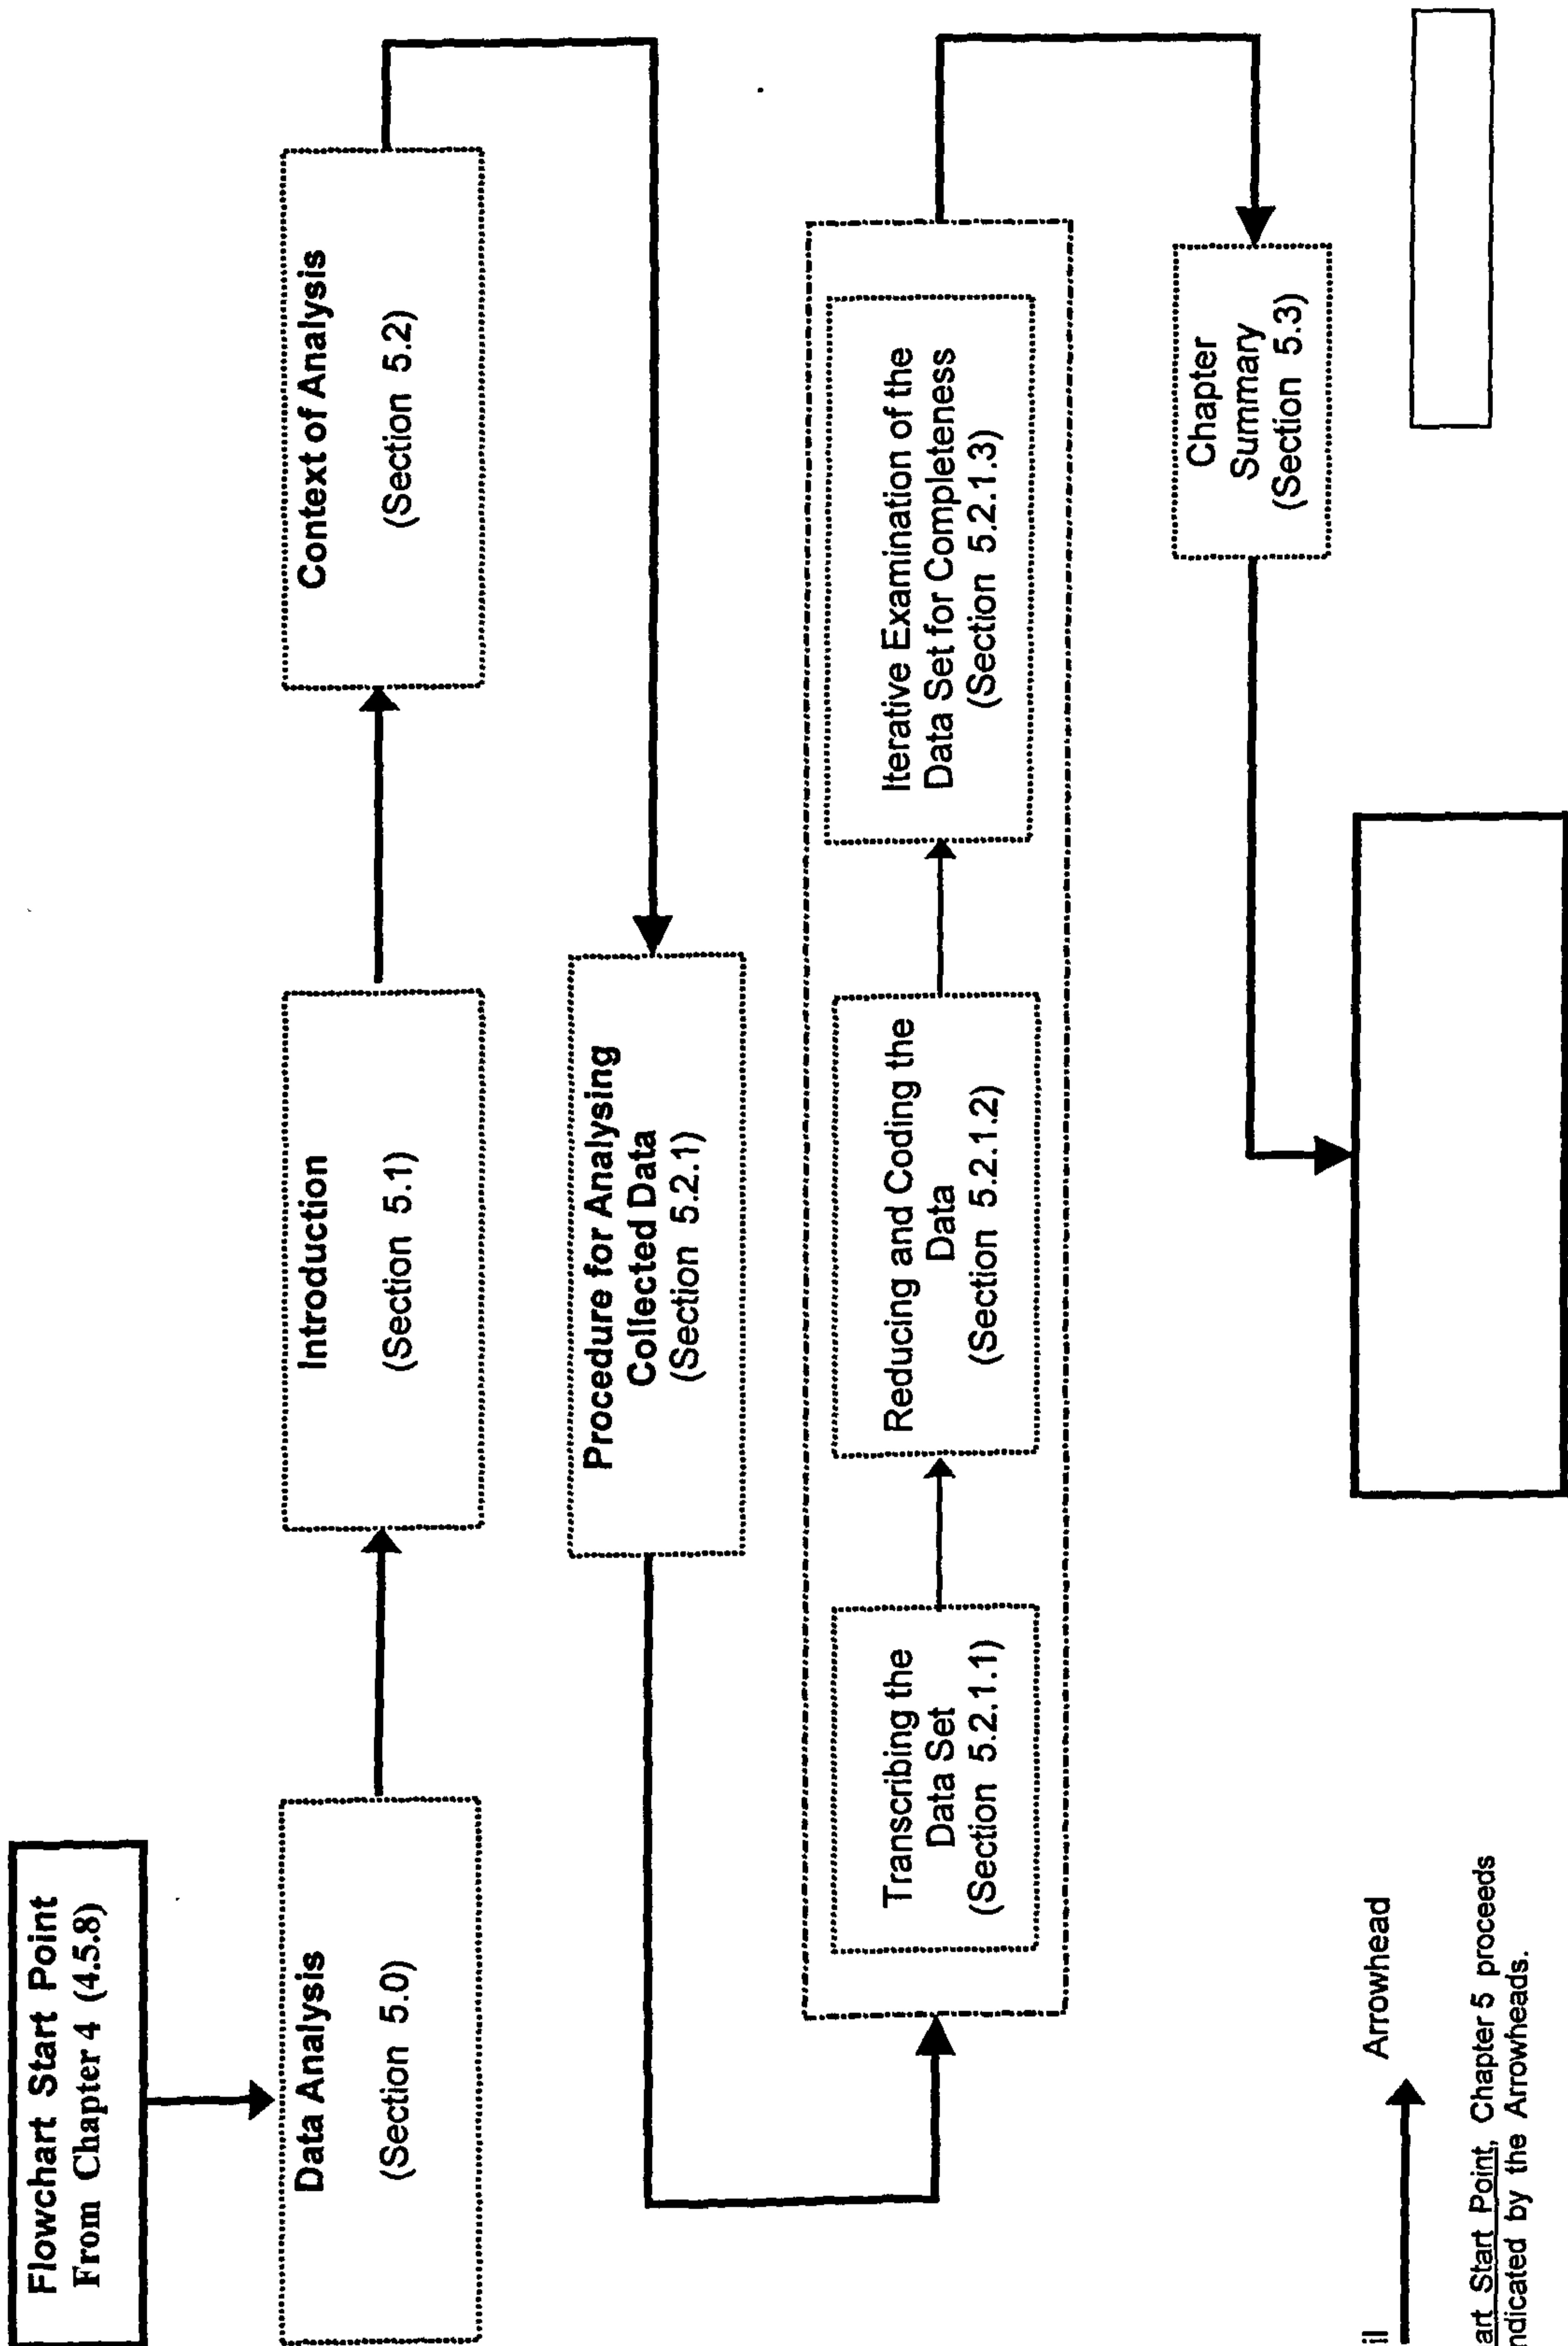 Flowchart Start Point
From Chapter 4 (4.5.8)
Data Analysis
(Section 5.0)
Introduction
(Section 5.1)
Context of Analysis
(Section 5.2)
Procedure for Analysing
Collected Data
(Section 5.2.1)
Transcribing the
Data Set
(Section 5.2.1.1)
Reducing and Coding the
Data
(Section 5.2.1.2)
Iterative Examination of the
Data Set for Completeness
(Section 5.2.1.3)
Chapter
Summary
(Section 5.3)
Arrowhead
Start Point, Chapter 5 proceeds
by the Arrowheads.